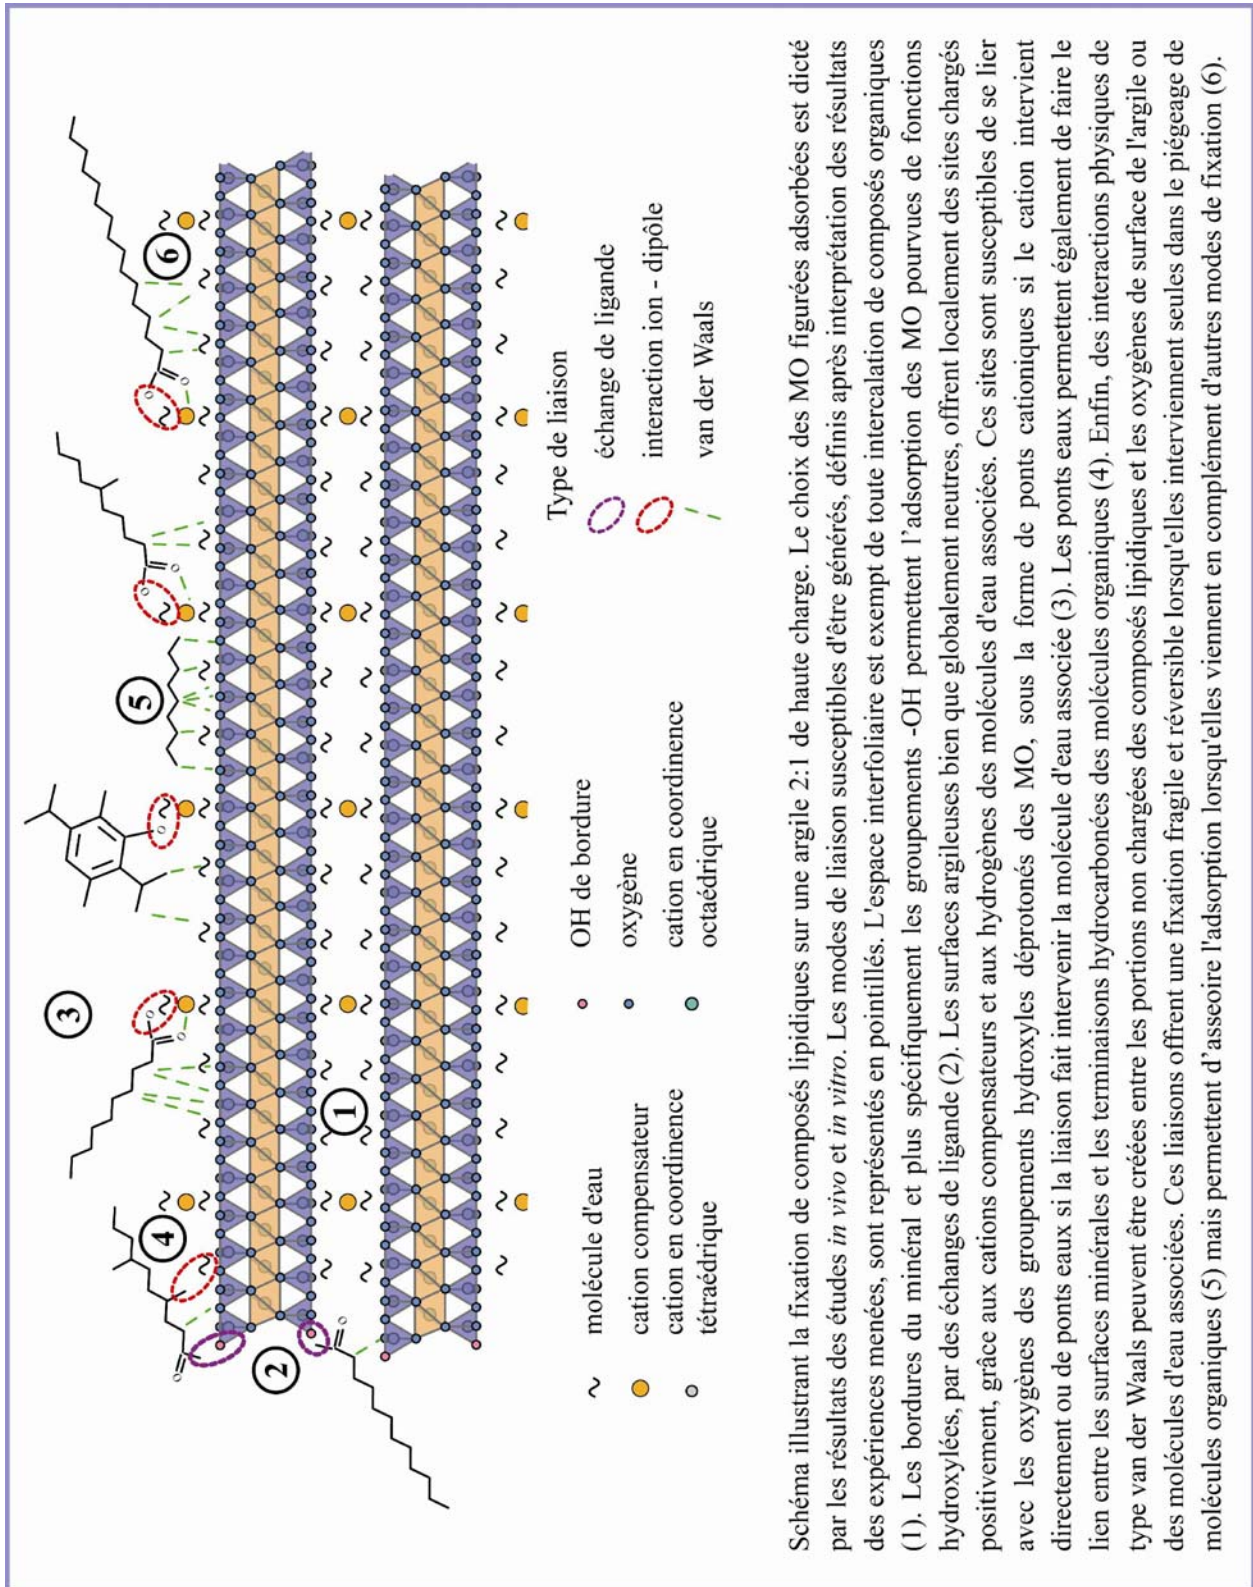 1
2
3
4
5
6
molécule d'eau
cation compensateur
cation en coordinence
tétraédrique
OH de bordure
oxygène
cation en coordinence
octaédrique
Type de liaison
échange de ligande
interaction ion - dipôle
van der Waals
Schéma illustrant la fixation de composés lipidiques sur une argile 2:1 de haute charge. Le choix des MO figurées adsorbées est dicté
par les résultats des études in vivo et in vitro. Les modes de liaison susceptibles d'être générés, définis après interprétation des résultats
des expériences menées, sont représentés en pointillés. L'espace interfoliaire est exempt de toute intercalation de composés organiques
(1). Les bordures du minéral et plus spécifiquement les groupements -OH permettent l'adsorption des MO pourvues de fonctions
hydroxylées, par des échanges de ligande (2). Les surfaces argileuses bien que globalement neutres, offrent localement des sites chargés
positivement, grâce aux cations compensateurs et aux hydrogènes des molécules d'eau associées. Ces sites sont susceptibles de se lier
avec les oxygènes des groupements hydroxyles déprotonés des MO, sous la forme de ponts cationiques si le cation intervient
directement ou de ponts eaux si la liaison fait intervenir la molécule d'eau associée (3). Les ponts eaux permettent également de faire le
lien entre les surfaces minérales et les terminaisons hydrocarbonées des molécules organiques (4). Enfin, des interactions physiques de
type van der Waals peuvent être créées entre les portions non chargées des composés lipidiques et les oxygènes de surface de l'argile ou
des molécules d'eau associées. Ces liaisons offrent une fixation fragile et réversible lorsqu'elles interviennent seules dans le piégeage de
molécules organiques (5) mais permettent d'asseoire l'adsorption lorsqu'elles viennent en complément d'autres modes de fixation (6).